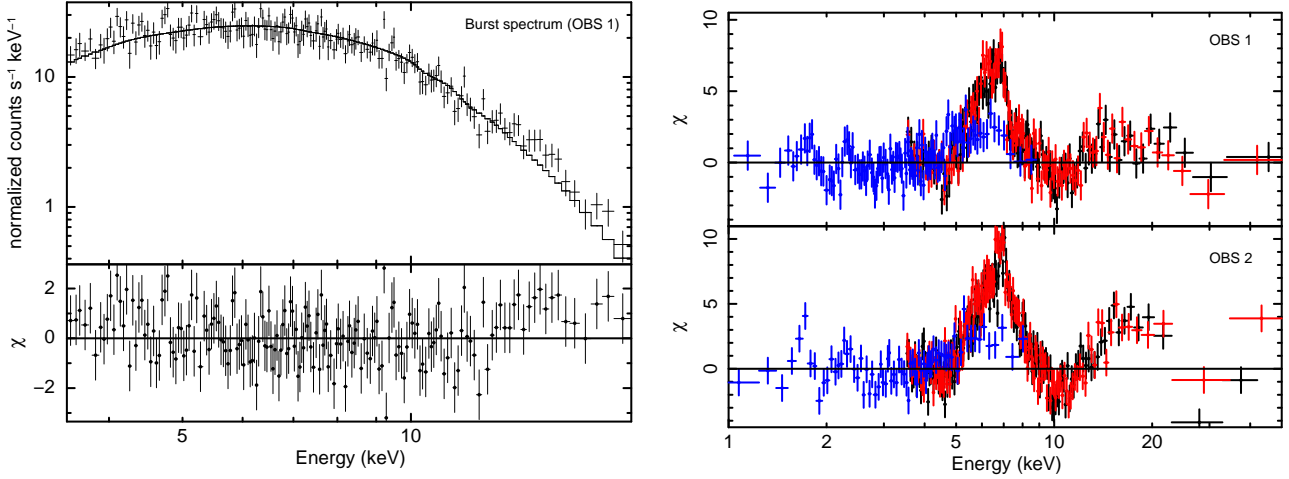 Burst spectrum (OBS 1)
normalized counts s⁻¹ keV⁻¹
10
1
χ
2
0
−2
5
10
Energy (keV)
OBS 1
χ
10
5
0
OBS 2
χ
10
5
0
1
2
5
10
20
Energy (keV)